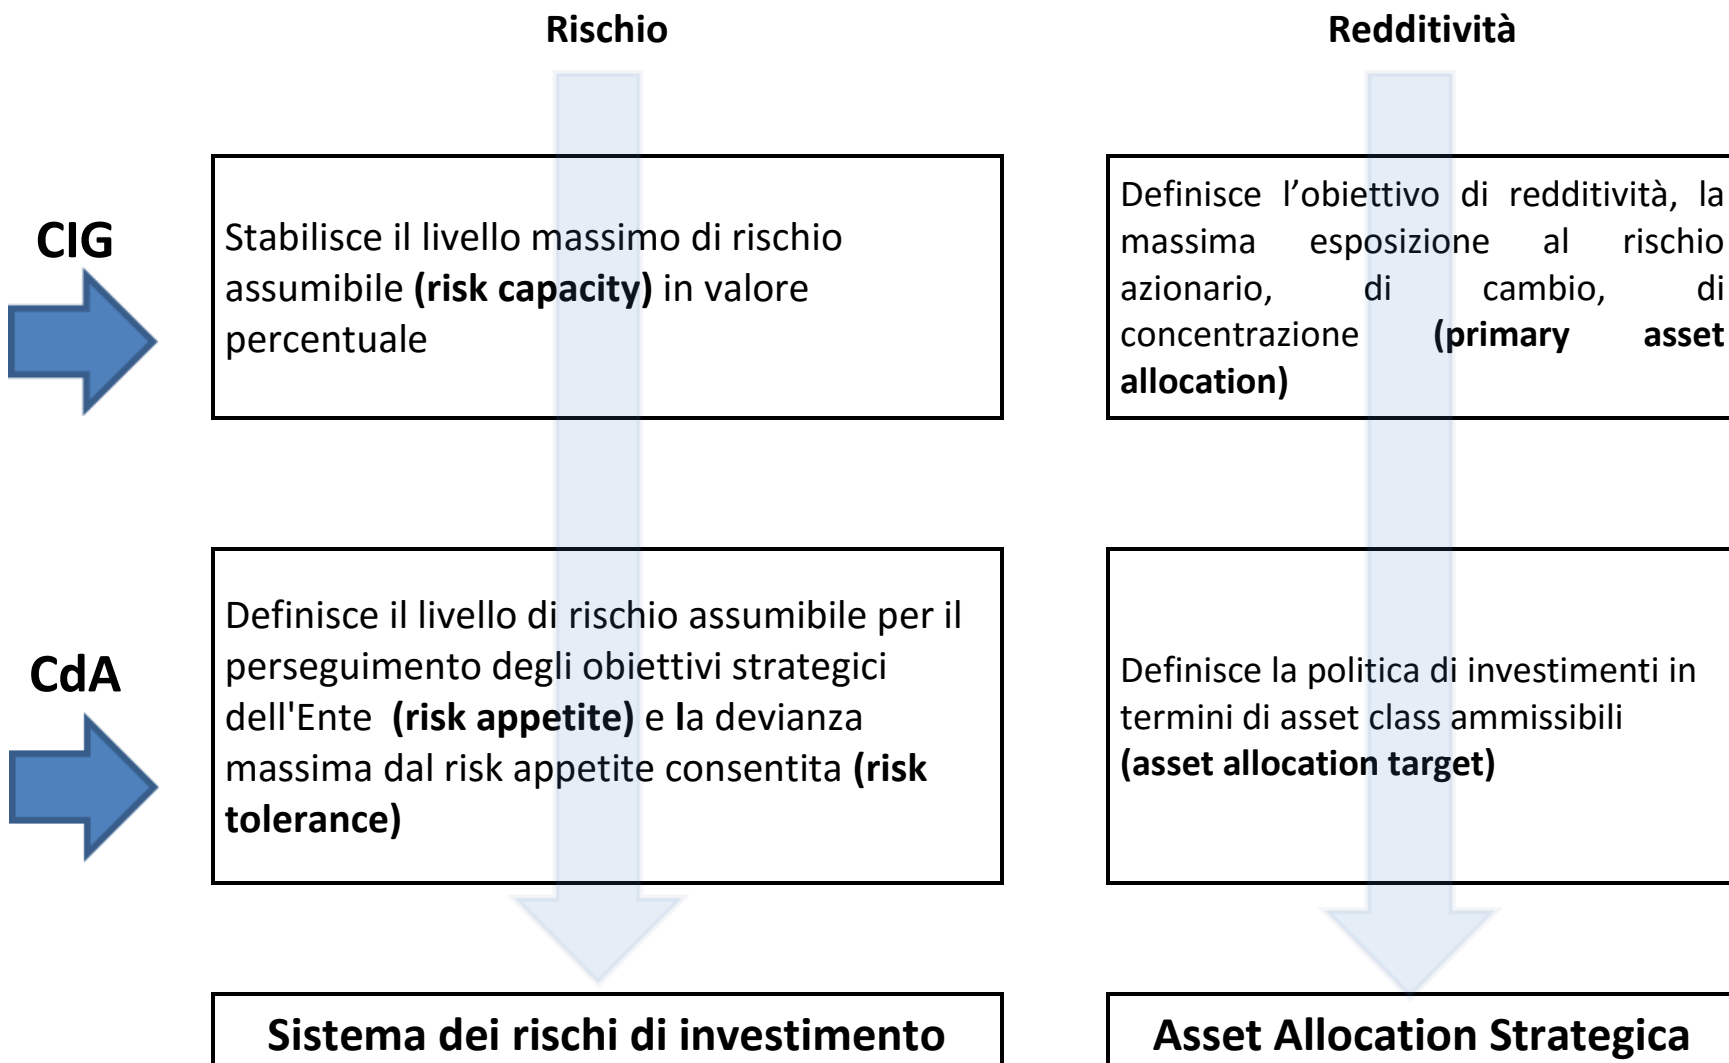 Rischio
Redditività
CIG
Stabilisce il livello massimo di rischio
assumibile (risk capacity) in valore
percentuale
Definisce l’obiettivo di redditività, la
massima esposizione al rischio
azionario, di cambio, di
concentrazione (primary asset
allocation)
CdA
Definisce il livello di rischio assumibile per il
perseguimento degli obiettivi strategici
dell'Ente (risk appetite) e la devianza
massima dal risk appetite consentita (risk
tolerance)
Definisce la politica di investimenti in
termini di asset class ammissibili
(asset allocation target)
Sistema dei rischi di investimento
Asset Allocation Strategica